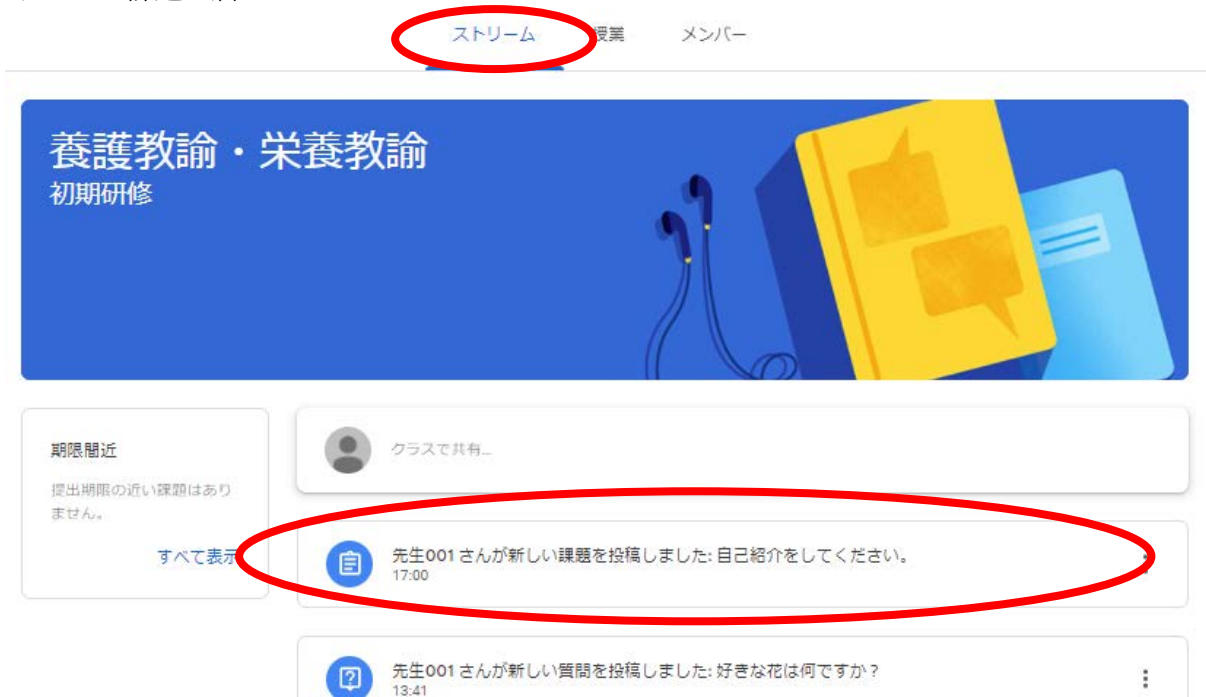 ストリーム 授業 メンバー
養護教諭・栄養教諭
初期研修
期限間近
提出期限の近い課題はあり
ません。
すべて表示
クラスで共有...
先生001 さんが新しい課題を投稿しました: 自己紹介をしてください。
17:00
先生001 さんが新しい質問を投稿しました: 好きな花は何ですか？
13:41